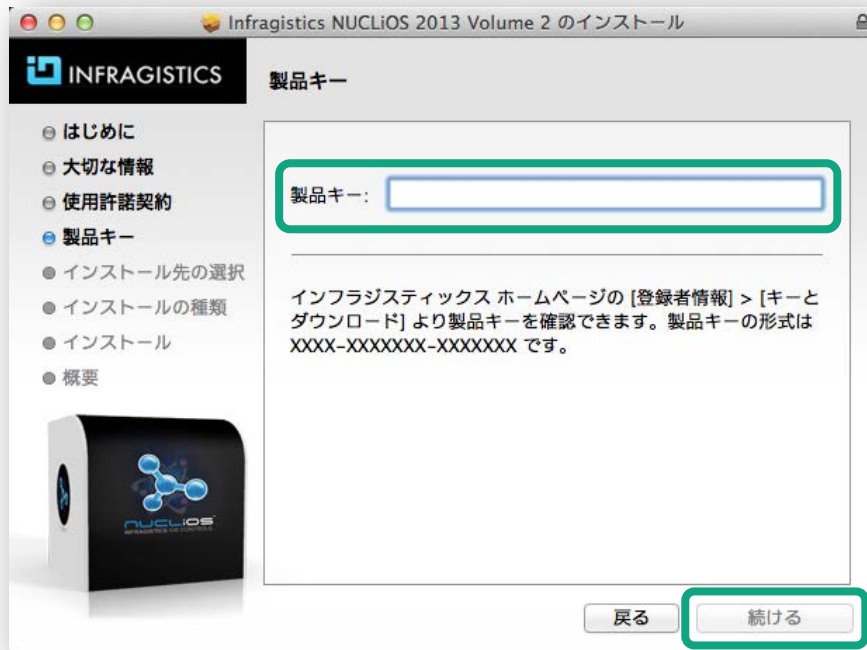 Infragistics NUCLiOS 2013 Volume 2 のインストール
INFRAGISTICS
製品キー
はじめに
大切な情報
使用許諾契約
製品キー
インストール先の選択
インストールの種類
インストール
概要
製品キー:
インフラジスティックス ホームページの [登録者情報] > [キーと
ダウンロード] より製品キーを確認できます。製品キーの形式は
XXXX-XXXXXXX-XXXXXXX です。
NUCLiOS
INFRAGISTICS iOS CONTROLS
戻る
続ける